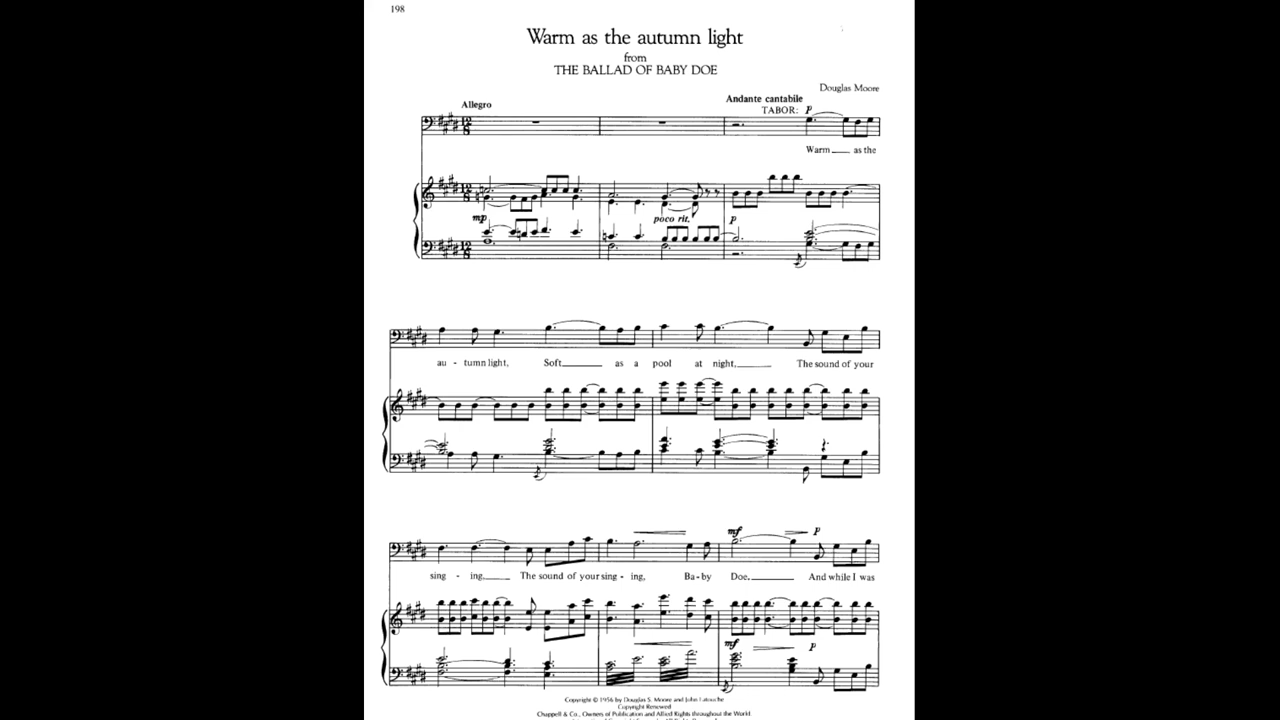 198
Warm as the autumn light
from
THE BALLAD OF BABY DOE
Douglas Moore
Allegro
Andante cantabile
TABOR: p
Warm as the
mp
poco rit.
p
au - tumn light, Soft as a pool at night, The sound of your
mf p
sing - ing, The sound of your sing - ing, Ba - by Doe. And while I was
mf p
Copyright © 1956 by Douglas S. Moore and John Latouche
Copyright Renewed
Chappell & Co., Owners of Publication and Allied Rights throughout the World